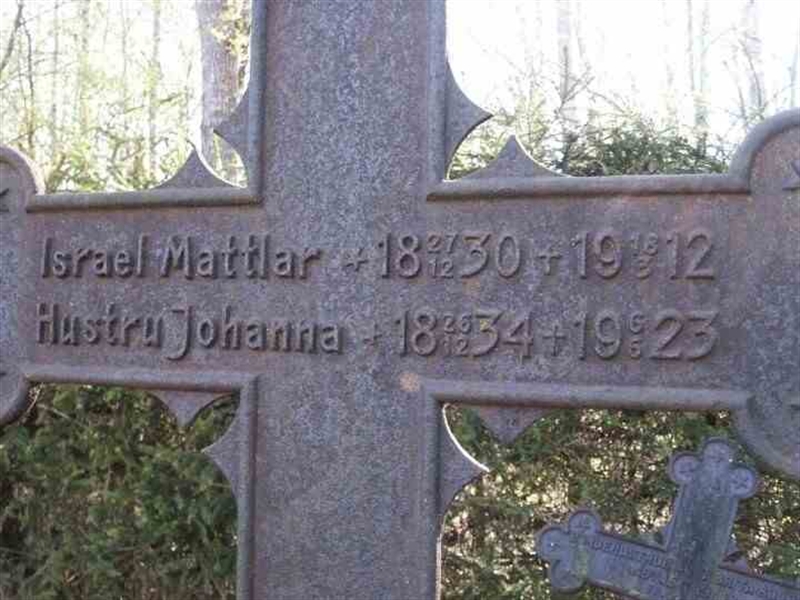 Israel Mattlar * 18 27/12 30 + 19 18/9 12
Hustru Johanna * 18 26/12 34 + 19 6/5 23